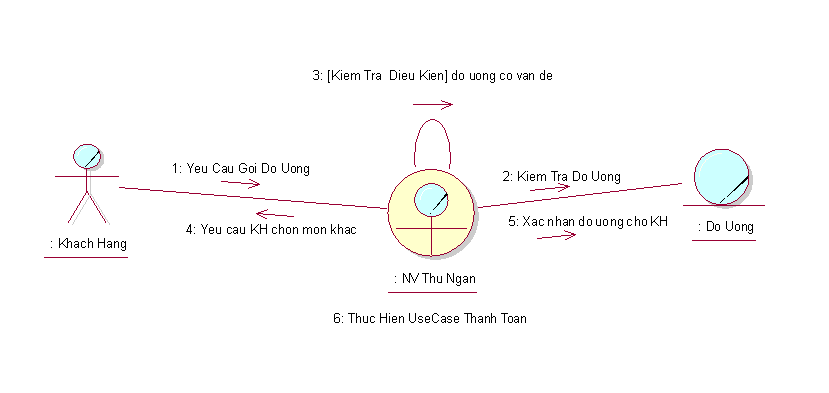 3: [Kiem Tra Dieu Kien] do uong co van de
1: Yeu Cau Goi Do Uong
2: Kiem Tra Do Uong
4: Yeu cau KH chon mon khac
5: Xac nhan do uong cho KH
: Khach Hang
: Do Uong
: NV Thu Ngan
6: Thuc Hien UseCase Thanh Toan